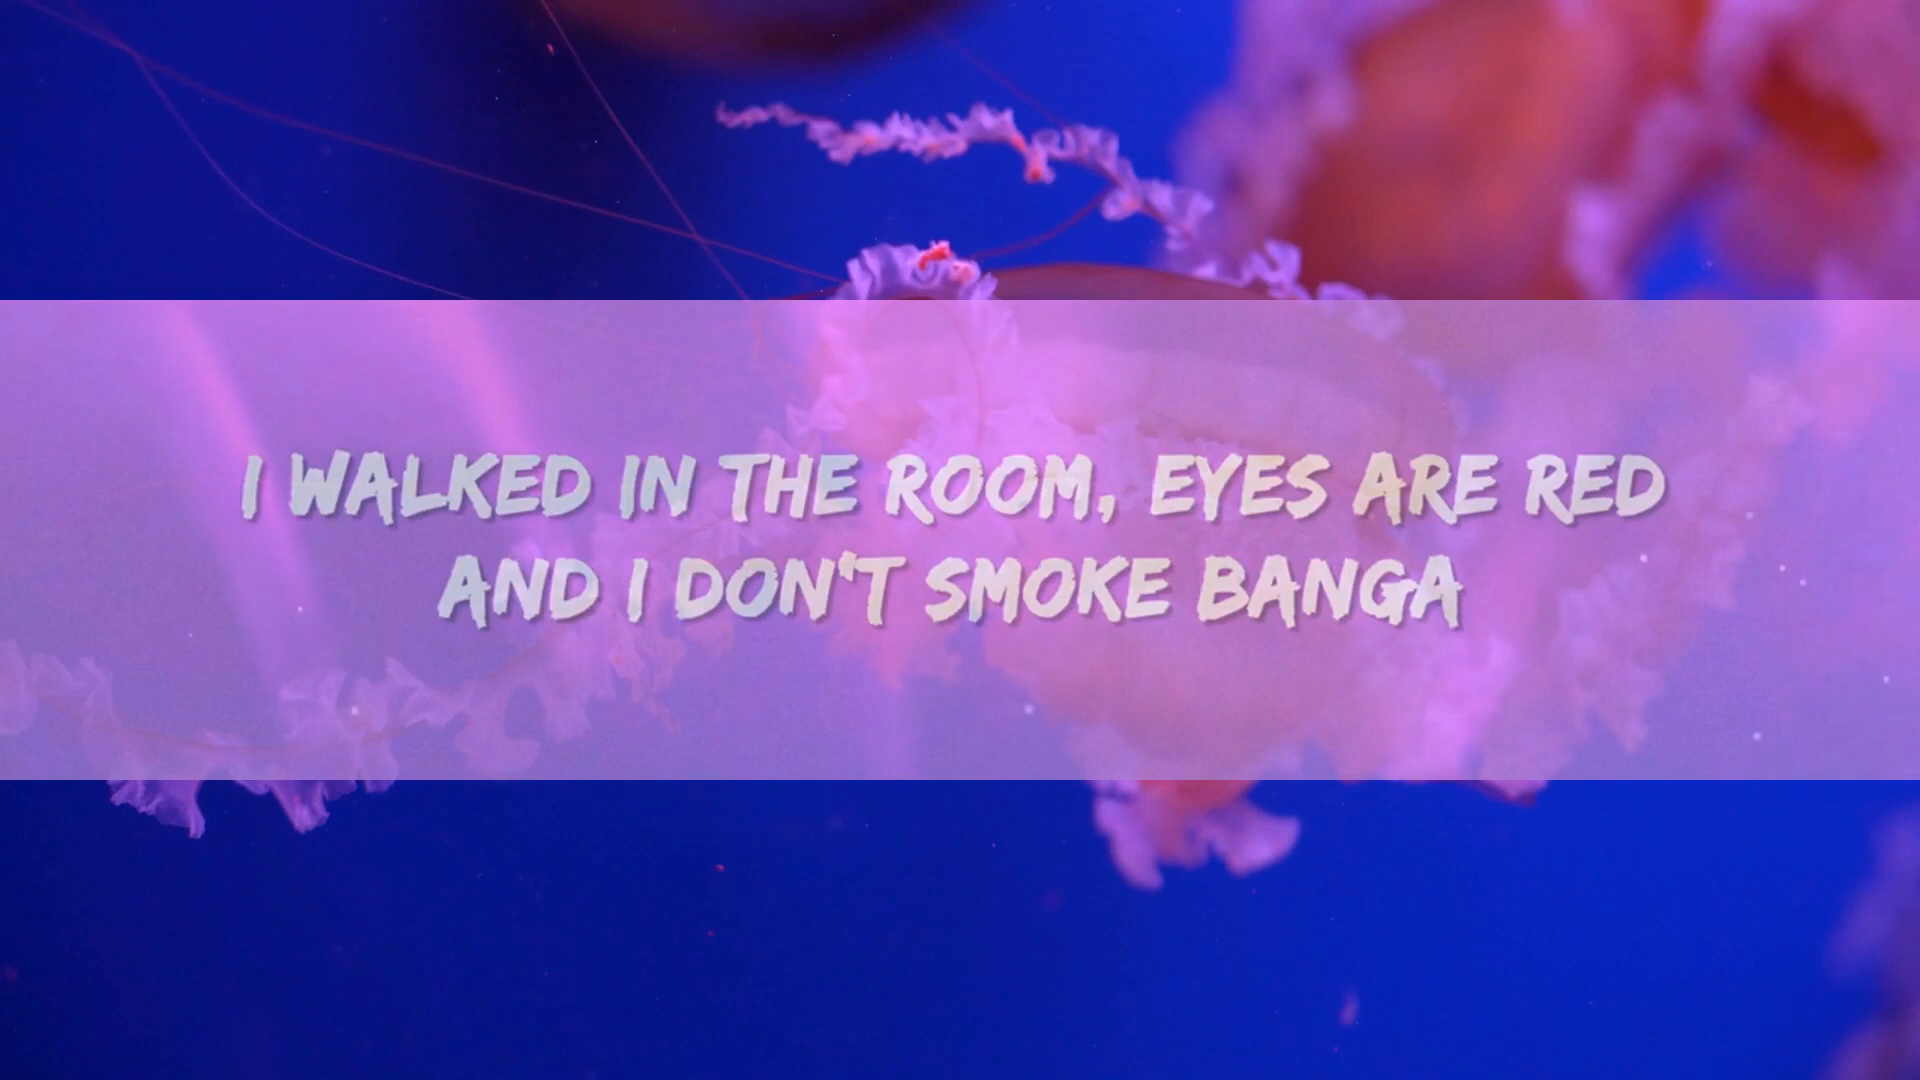 I WALKED IN THE ROOM, EYES ARE RED
AND I DON'T SMOKE BANGA